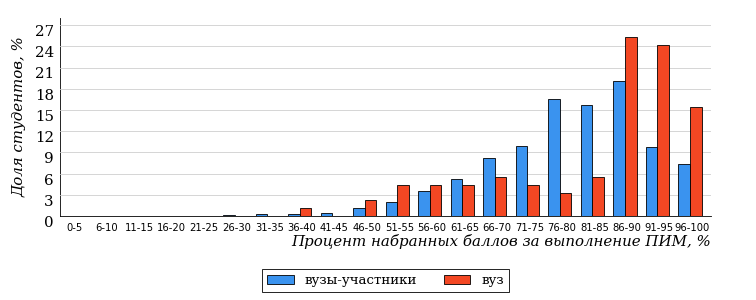 Доля студентов, %
27
24
21
18
15
12
9
6
3
0
0-5 6-10 11-15 16-20 21-25 26-30 31-35 36-40 41-45 46-50 51-55 56-60 61-65 66-70 71-75 76-80 81-85 86-90 91-95 96-100
Процент набранных баллов за выполнение ПИМ, %
вузы-участники вуз